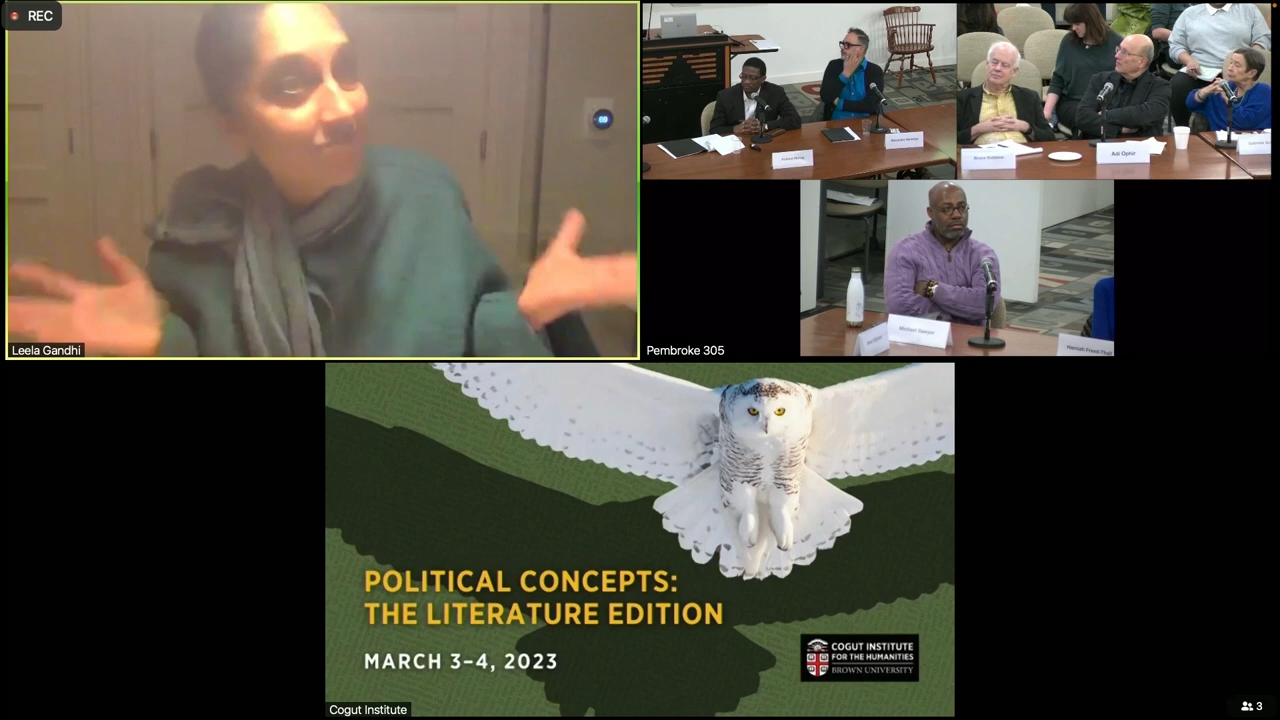 REC
Leela Gandhi
Adi Ophir
Pembroke 305
Michael Sawyer
POLITICAL CONCEPTS:
THE LITERATURE EDITION
MARCH 3–4, 2023
COGUT INSTITUTE
FOR THE HUMANITIES
BROWN UNIVERSITY
Cogut Institute
3